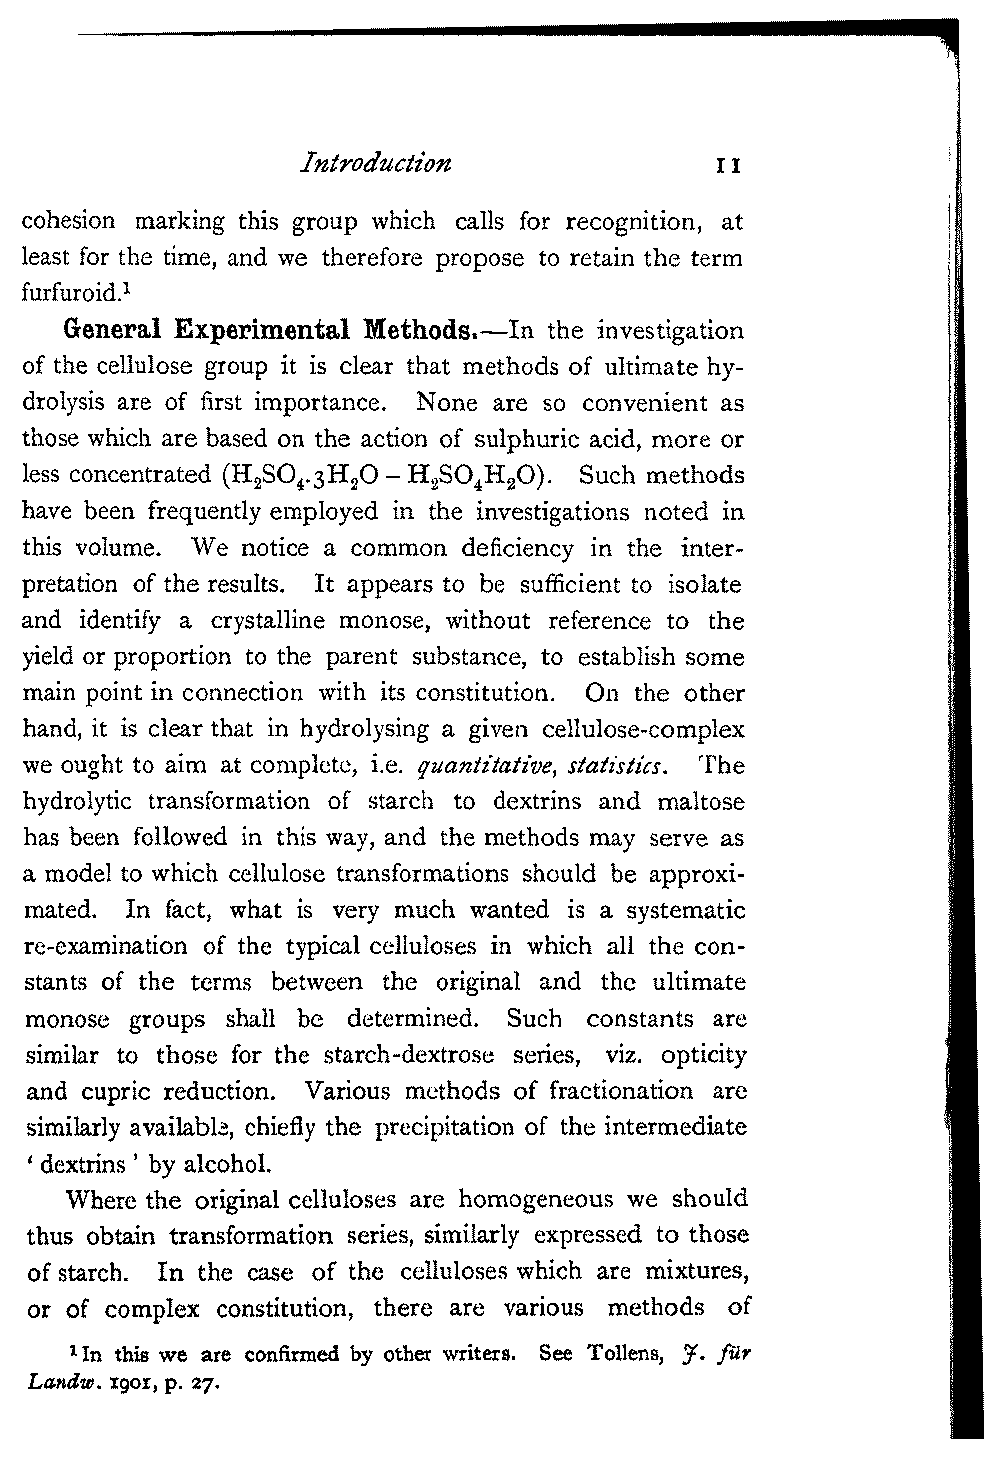 Introduction 11
cohesion marking this group which calls for recognition, at
least for the time, and we therefore propose to retain the term
furfuroid.¹
General Experimental Methods.—In the investigation
of the cellulose group it is clear that methods of ultimate hy-
drolysis are of first importance. None are so convenient as
those which are based on the action of sulphuric acid, more or
less concentrated (H₂SO₄.3H₂O – H₂SO₄H₂O). Such methods
have been frequently employed in the investigations noted in
this volume. We notice a common deficiency in the inter-
pretation of the results. It appears to be sufficient to isolate
and identify a crystalline monose, without reference to the
yield or proportion to the parent substance, to establish some
main point in connection with its constitution. On the other
hand, it is clear that in hydrolysing a given cellulose-complex
we ought to aim at complete, i.e. quantitative, statistics. The
hydrolytic transformation of starch to dextrins and maltose
has been followed in this way, and the methods may serve as
a model to which cellulose transformations should be approxi-
mated. In fact, what is very much wanted is a systematic
re-examination of the typical celluloses in which all the con-
stants of the terms between the original and the ultimate
monose groups shall be determined. Such constants are
similar to those for the starch-dextrose series, viz. opticity
and cupric reduction. Various methods of fractionation are
similarly available, chiefly the precipitation of the intermediate
‘ dextrins ’ by alcohol.
Where the original celluloses are homogeneous we should
thus obtain transformation series, similarly expressed to those
of starch. In the case of the celluloses which are mixtures,
or of complex constitution, there are various methods of
¹ In this we are confirmed by other writers. See Tollens, J. für
Landw. 1901, p. 27.